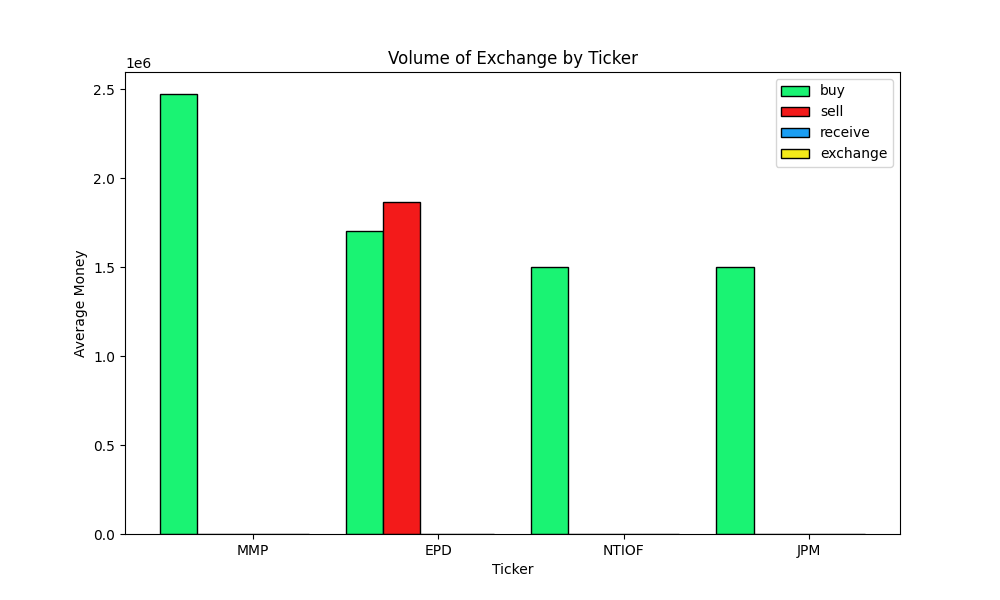 Volume of Exchange by Ticker
1e6
2.5
2.0
1.5
1.0
0.5
0.0
Average Money
buy
sell
receive
exchange
MMP EPD NTIOF JPM
Ticker